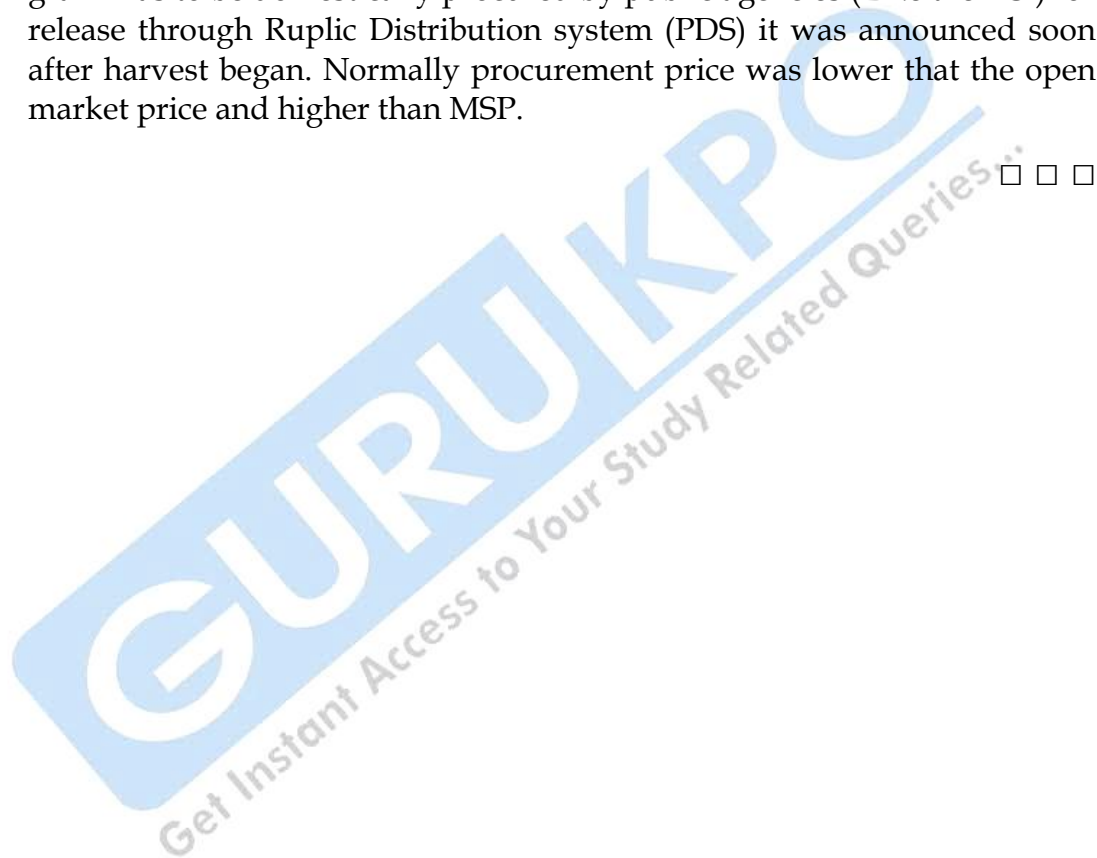 release through Ruplic Distribution system (PDS) it was announced soon
after harvest began. Normally procurement price was lower that the open
market price and higher than MSP.
□ □ □
GURUKPO
Get Instant Access to Your Study Related Queries...